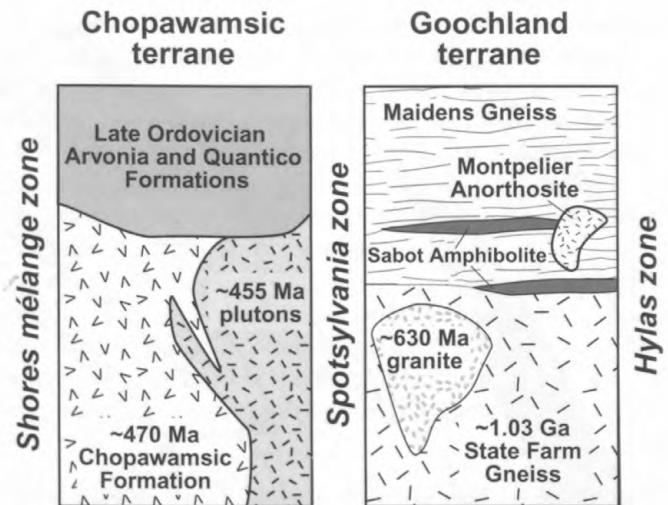 Chopawamsic
terrane
Goochland
terrane
Shores mélange zone
Late Ordovician
Arvonia and Quantico
Formations
~455 Ma
plutons
~470 Ma
Chopawamsic
Formation
Spotsylvania zone
Maidens Gneiss
Montpelier
Anorthosite
Sabot Amphibolite
~630 Ma
granite
~1.03 Ga
State Farm
Gneiss
Hylas zone